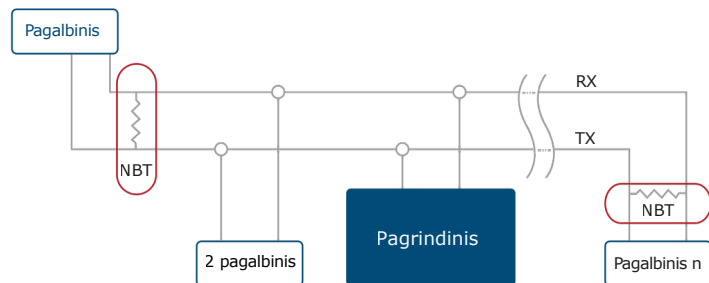 Pagalbinis
RX
TX
NBT
NBT
2 pagalbinis
Pagrindinis
Pagalbinis n